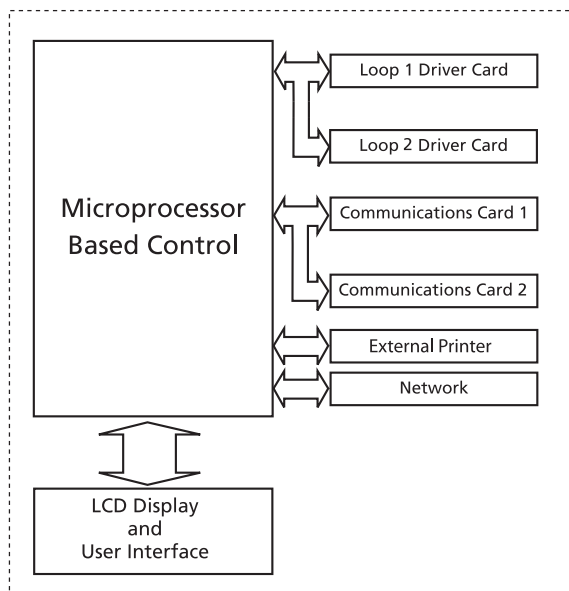 Microprocessor
Based Control
Loop 1 Driver Card
Loop 2 Driver Card
Communications Card 1
Communications Card 2
External Printer
Network
LCD Display
and
User Interface